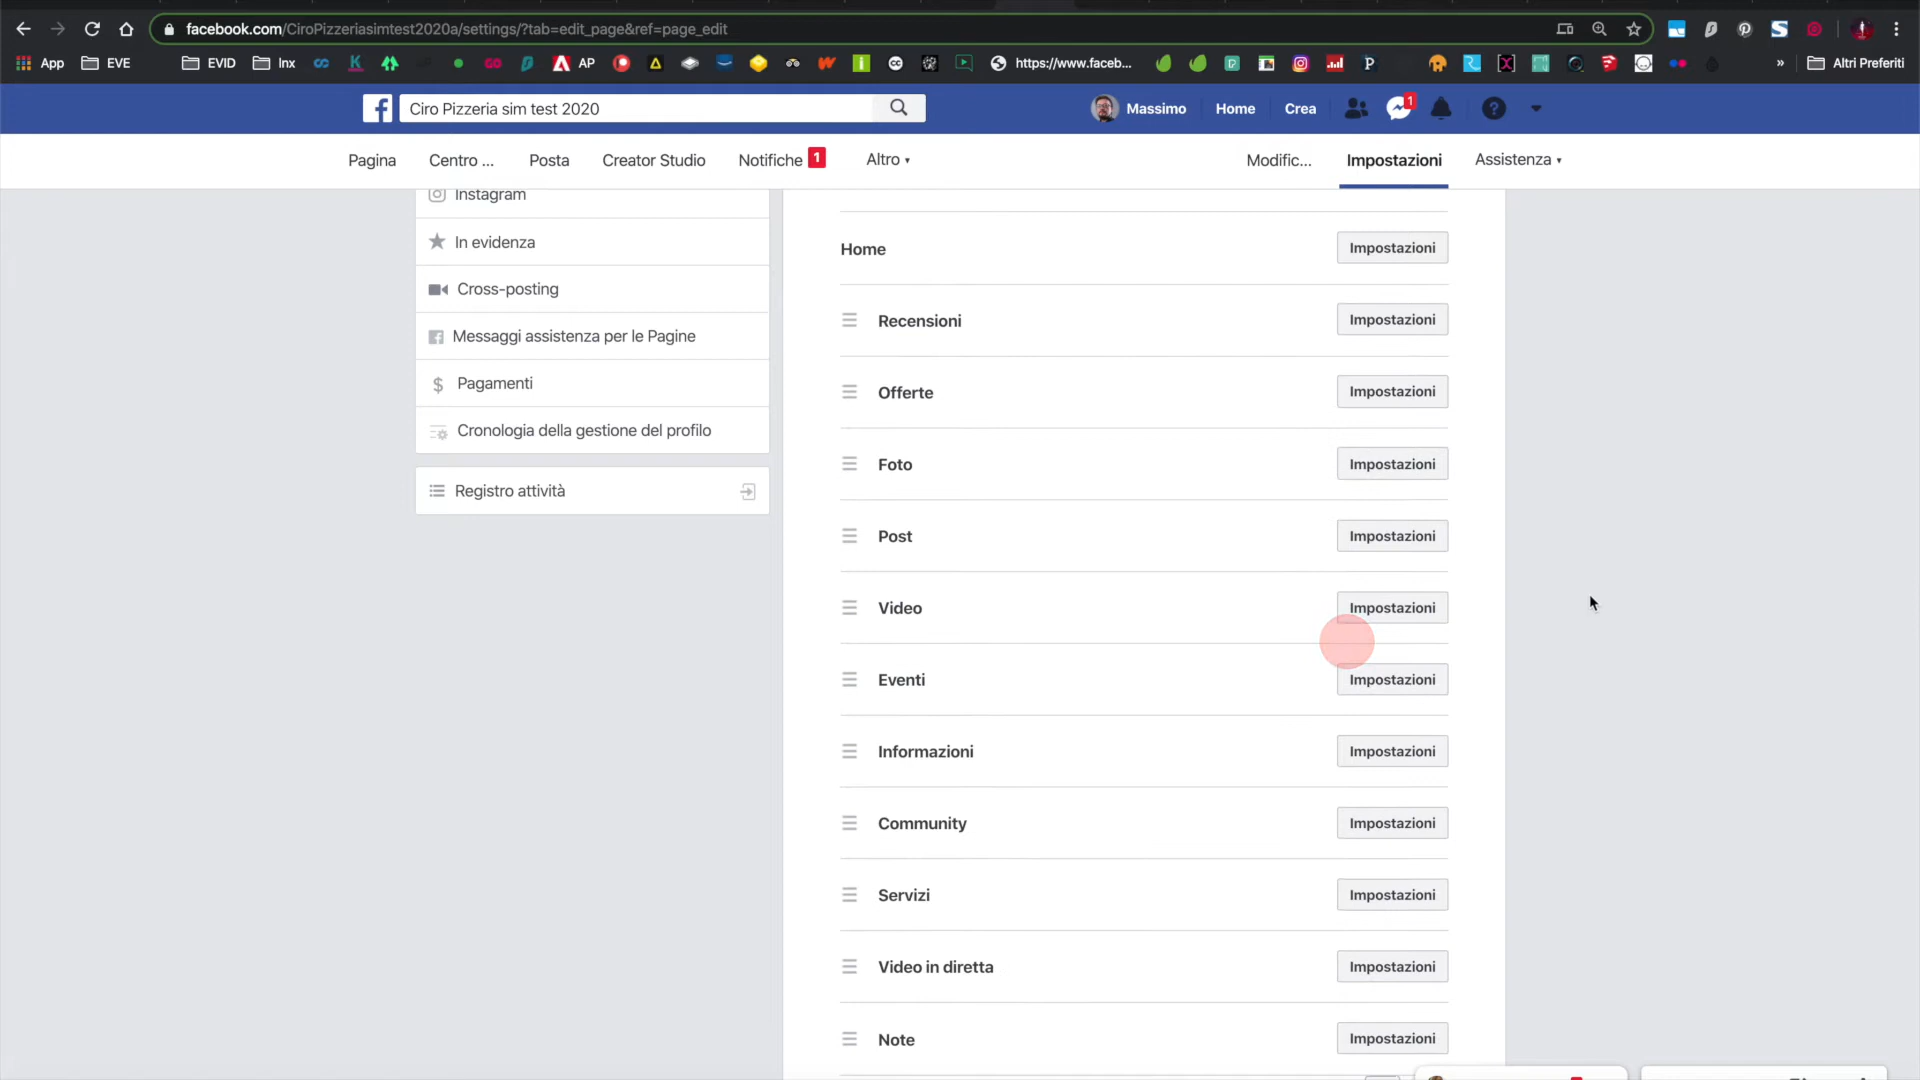 facebook.com/CiroPizzeriasimtest2020a/settings/?tab=edit_page&ref=page_edit
App EVE EVID lnx AP https://www.faceb... » Altri Preferiti
Ciro Pizzeria sim test 2020
Massimo Home Crea 1
Pagina Centro ... Posta Creator Studio Notifiche 1 Altro Modific... Impostazioni Assistenza
Instagram
In evidenza
Cross-posting
Messaggi assistenza per le Pagine
Pagamenti
Cronologia della gestione del profilo
Registro attività
Home Impostazioni
Recensioni Impostazioni
Offerte Impostazioni
Foto Impostazioni
Post Impostazioni
Video Impostazioni
Eventi Impostazioni
Informazioni Impostazioni
Community Impostazioni
Servizi Impostazioni
Video in diretta Impostazioni
Note Impostazioni